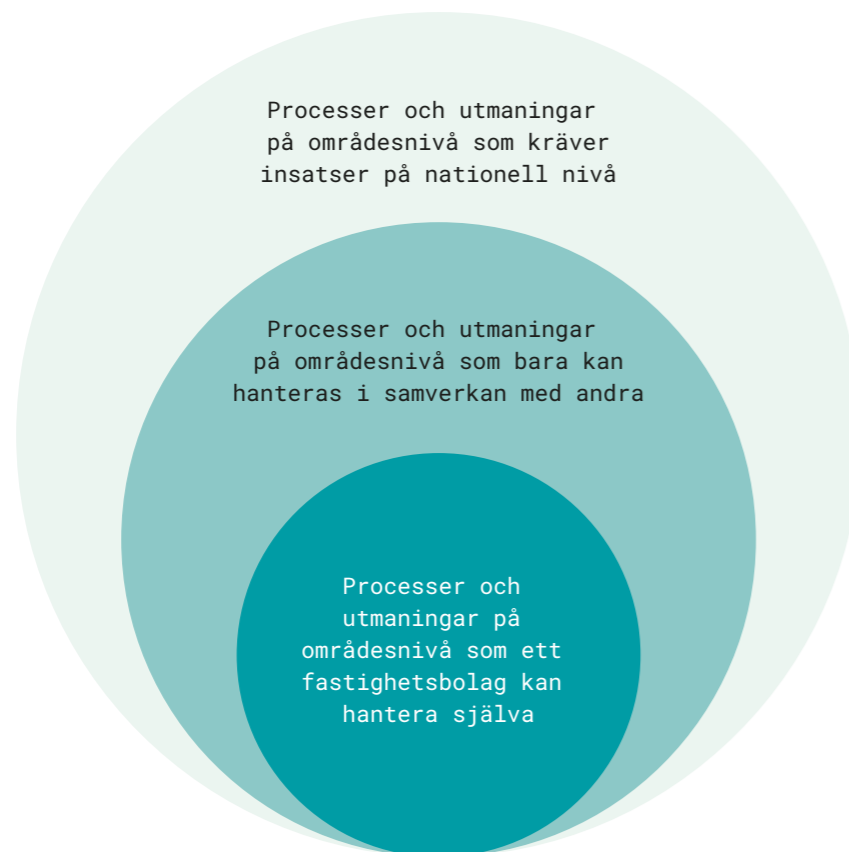 Processer och utmaningar
på områdesnivå som kräver
insatser på nationell nivå
Processer och utmaningar
på områdesnivå som bara kan
hanteras i samverkan med andra
Processer och
utmaningar på
områdesnivå som ett
fastighetsbolag kan
hantera själva